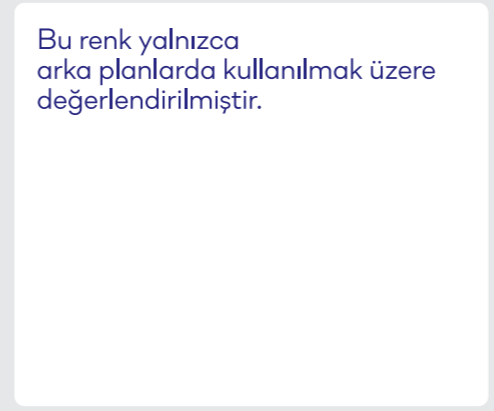 Bu renk yalnızca
arka planlarda kullanılmak üzere
değerlendirilmiştir.